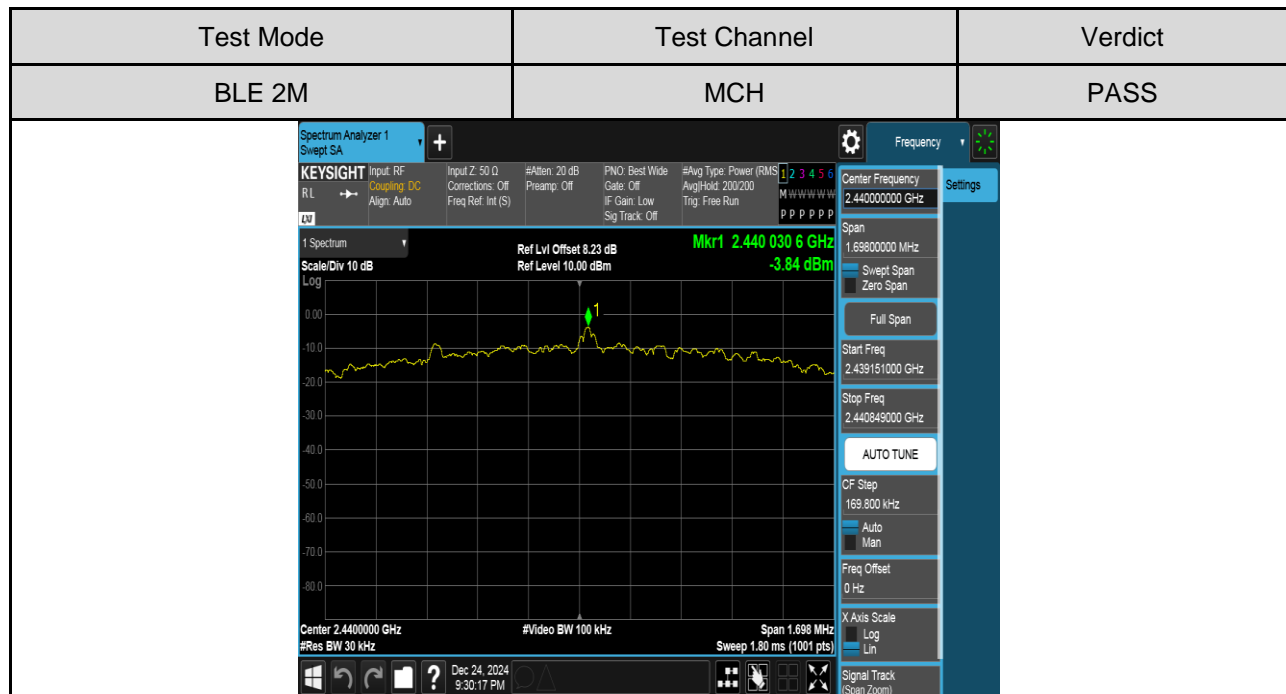 Test Mode
Test Channel
Verdict
BLE 2M
MCH
PASS
Spectrum Analyzer 1
Swept SA
+
Frequency
KEYSIGHT
RL
LXI
Input: RF
Coupling: DC
Align: Auto
Input Z: 50 Ω
Corrections: Off
Freq Ref: Int (S)
#Atten: 20 dB
Preamp: Off
PNO: Best Wide
Gate: Off
IF Gain: Low
Sig Track: Off
#Avg Type: Power (RMS
Avg|Hold: 200/200
Trig: Free Run
1 2 3 4 5 6
M W W W W W
P P P P P P
Center Frequency
2.440000000 GHz
Settings
1 Spectrum
Scale/Div 10 dB
Log
Ref Lvl Offset 8.23 dB
Ref Level 10.00 dBm
Mkr1 2.440 030 6 GHz
-3.84 dBm
Span
1.69800000 MHz
Swept Span
Zero Span
Full Span
Start Freq
2.439151000 GHz
Stop Freq
2.440849000 GHz
AUTO TUNE
CF Step
169.800 kHz
Auto
Man
Freq Offset
0 Hz
X Axis Scale
Log
Lin
Signal Track
(Span Zoom)
1
0.00
-10.0
-20.0
-30.0
-40.0
-50.0
-60.0
-70.0
-80.0
Center 2.4400000 GHz
#Res BW 30 kHz
#Video BW 100 kHz
Span 1.698 MHz
Sweep 1.80 ms (1001 pts)
?
Dec 24, 2024
9:30:17 PM